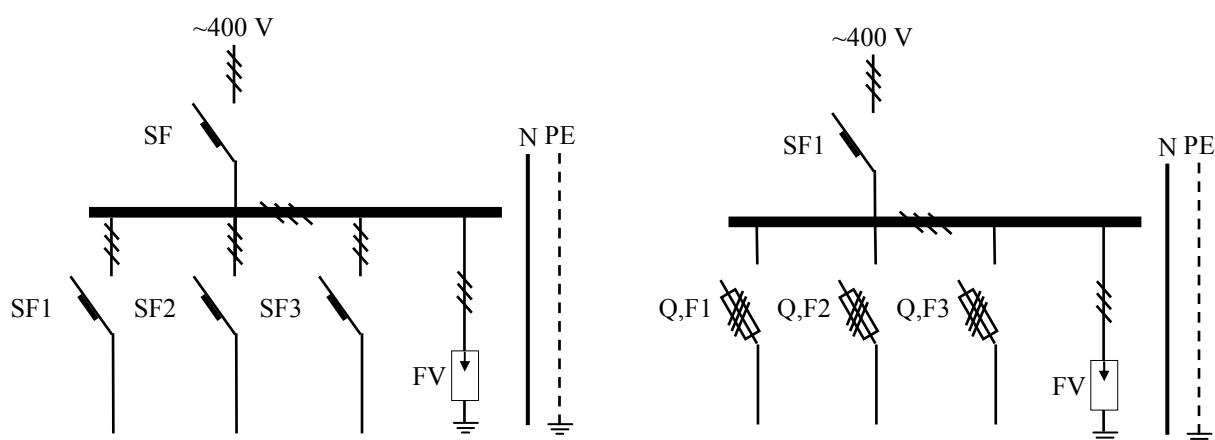 ~400 V
SF
N PE
SF1
SF2
SF3
FV
~400 V
SF1
N PE
Q,F1
Q,F2
Q,F3
FV